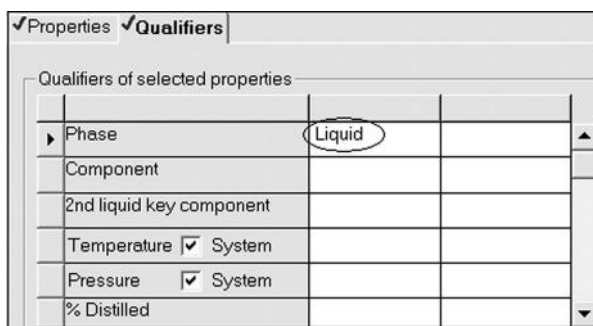 Properties Qualifiers
Qualifiers of selected properties
Phase Liquid
Component
2nd liquid key component
Temperature System
Pressure System
% Distilled